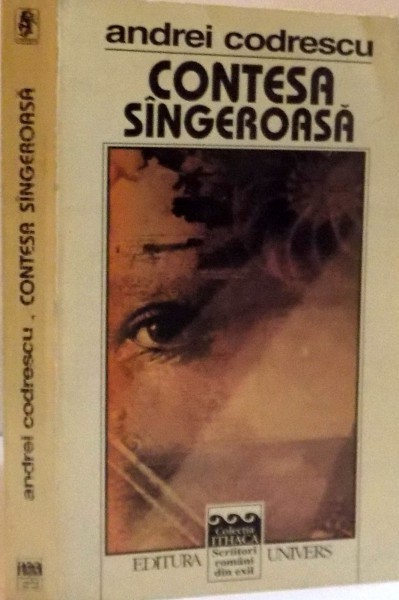 andrei codrescu
CONTESA
SÎNGEROASĂ
EDITURA
Colecția
ITHACA
Scriitori
români
din exil
UNIVERS
andrei codrescu . CONTESA SÎNGEROASĂ